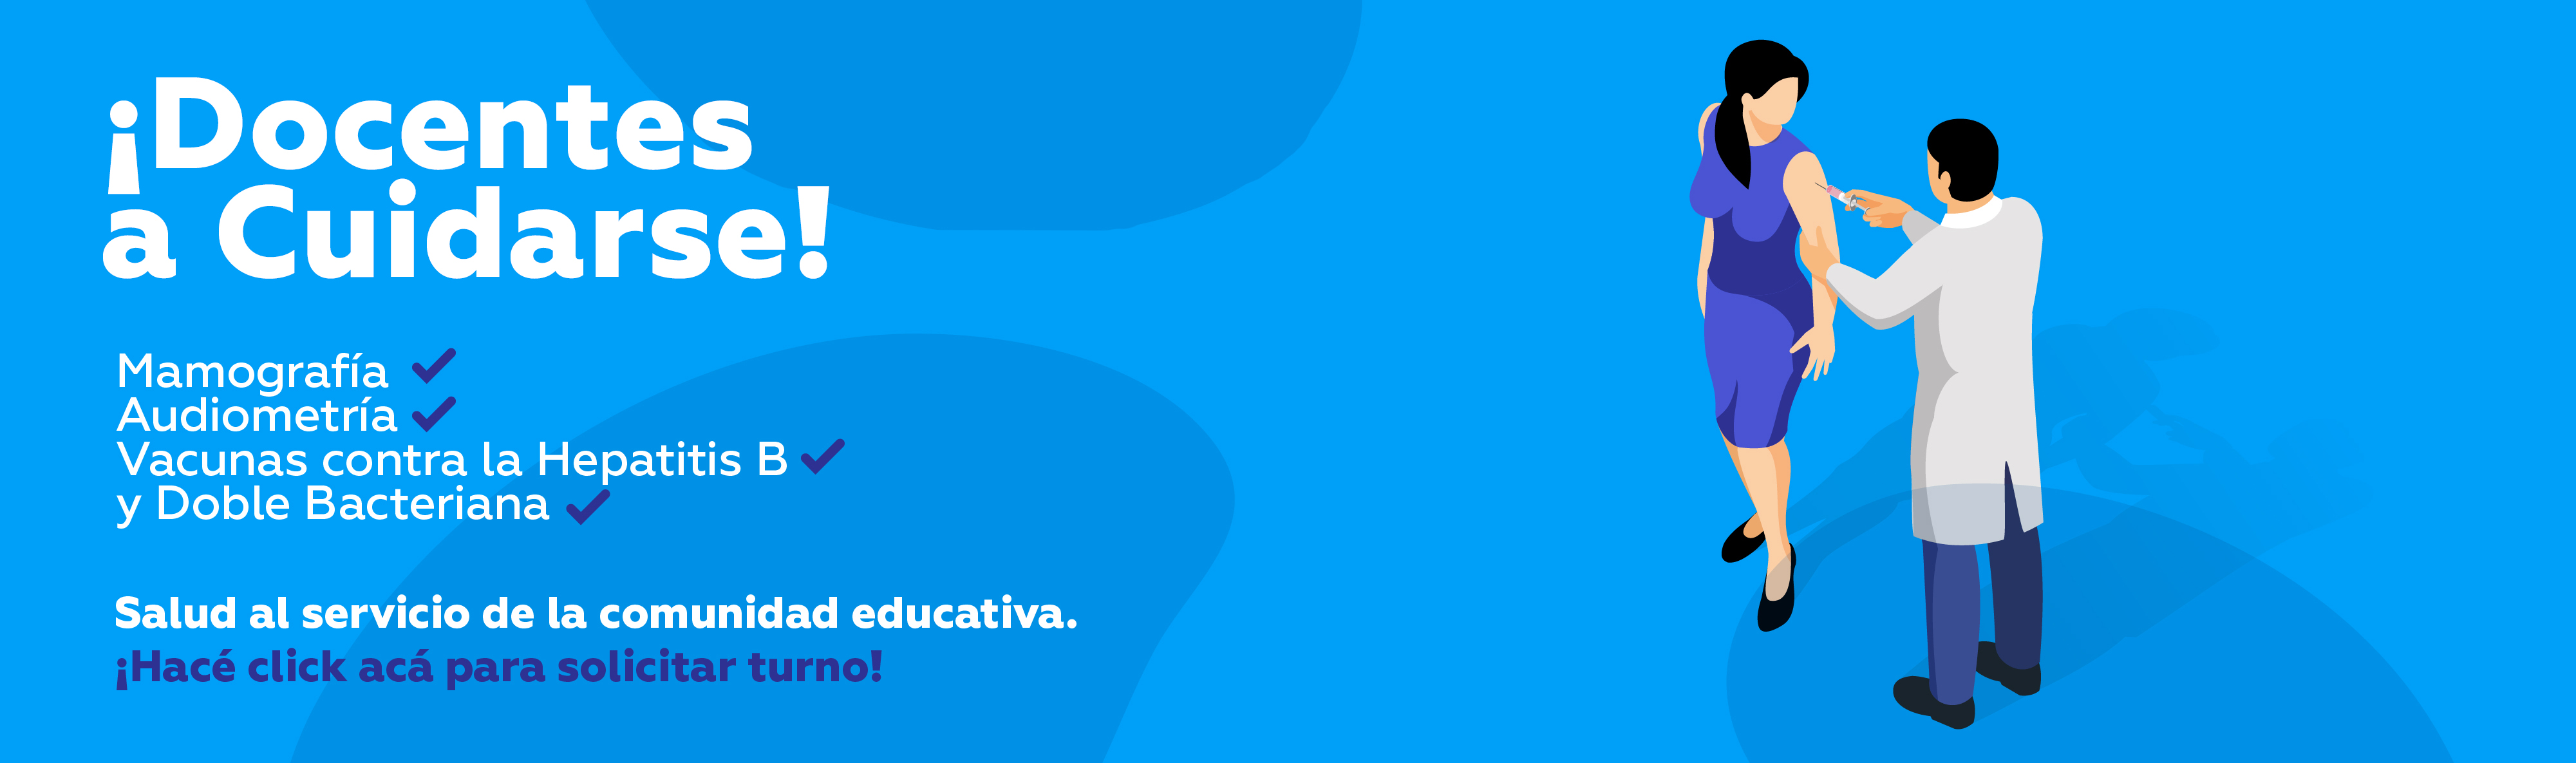 ¡Docentes
a Cuidarse!
Mamografía
Audiometría
Vacunas contra la Hepatitis B
y Doble Bacteriana
Salud al servicio de la comunidad educativa.
¡Hacé click acá para solicitar turno!